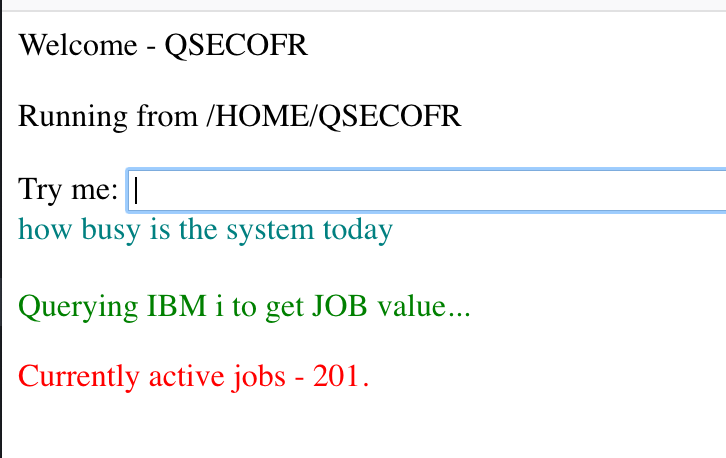 Welcome - QSECOFR
Running from /HOME/QSECOFR
Try me:
how busy is the system today
Querying IBM i to get JOB value...
Currently active jobs - 201.